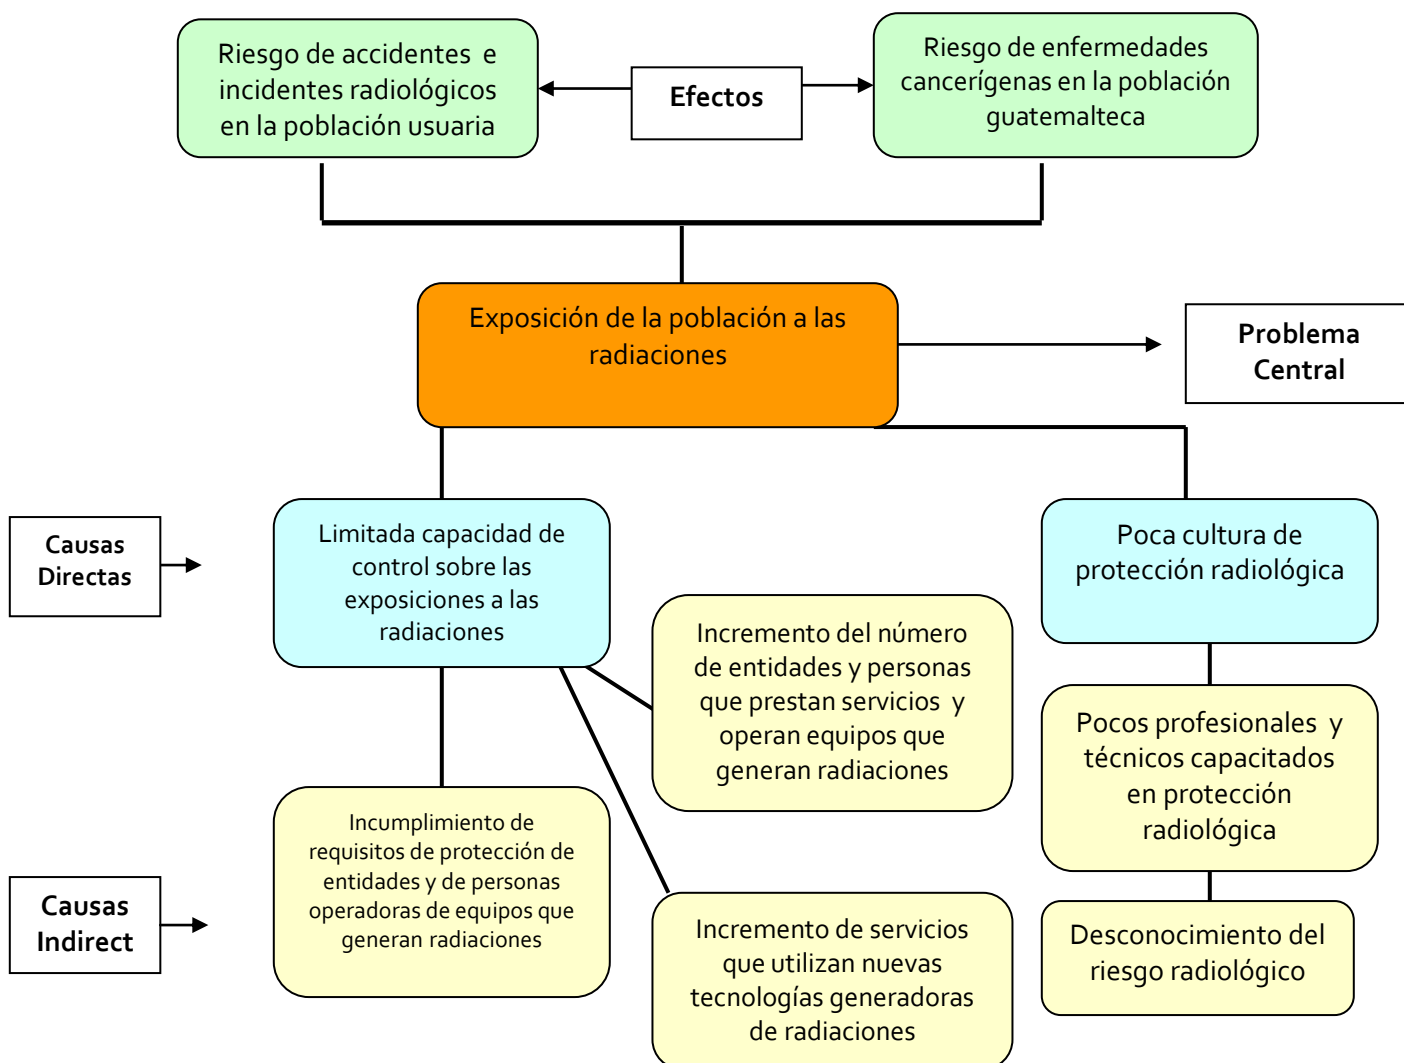 Riesgo de accidentes e
incidentes radiológicos
en la población usuaria
Efectos
Riesgo de enfermedades
cancerígenas en la población
guatemalteca
Exposición de la población a las
radiaciones
Problema
Central
Causas
Directas
Limitada capacidad de
control sobre las
exposiciones a las
radiaciones
Poca cultura de
protección radiológica
Incremento del número
de entidades y personas
que prestan servicios y
operan equipos que
generan radiaciones
Pocos profesionales y
técnicos capacitados
en protección
radiológica
Causas
Indirect
Incumplimiento de
requisitos de protección de
entidades y de personas
operadoras de equipos que
generan radiaciones
Incremento de servicios
que utilizan nuevas
tecnologías generadoras
de radiaciones
Desconocimiento del
riesgo radiológico